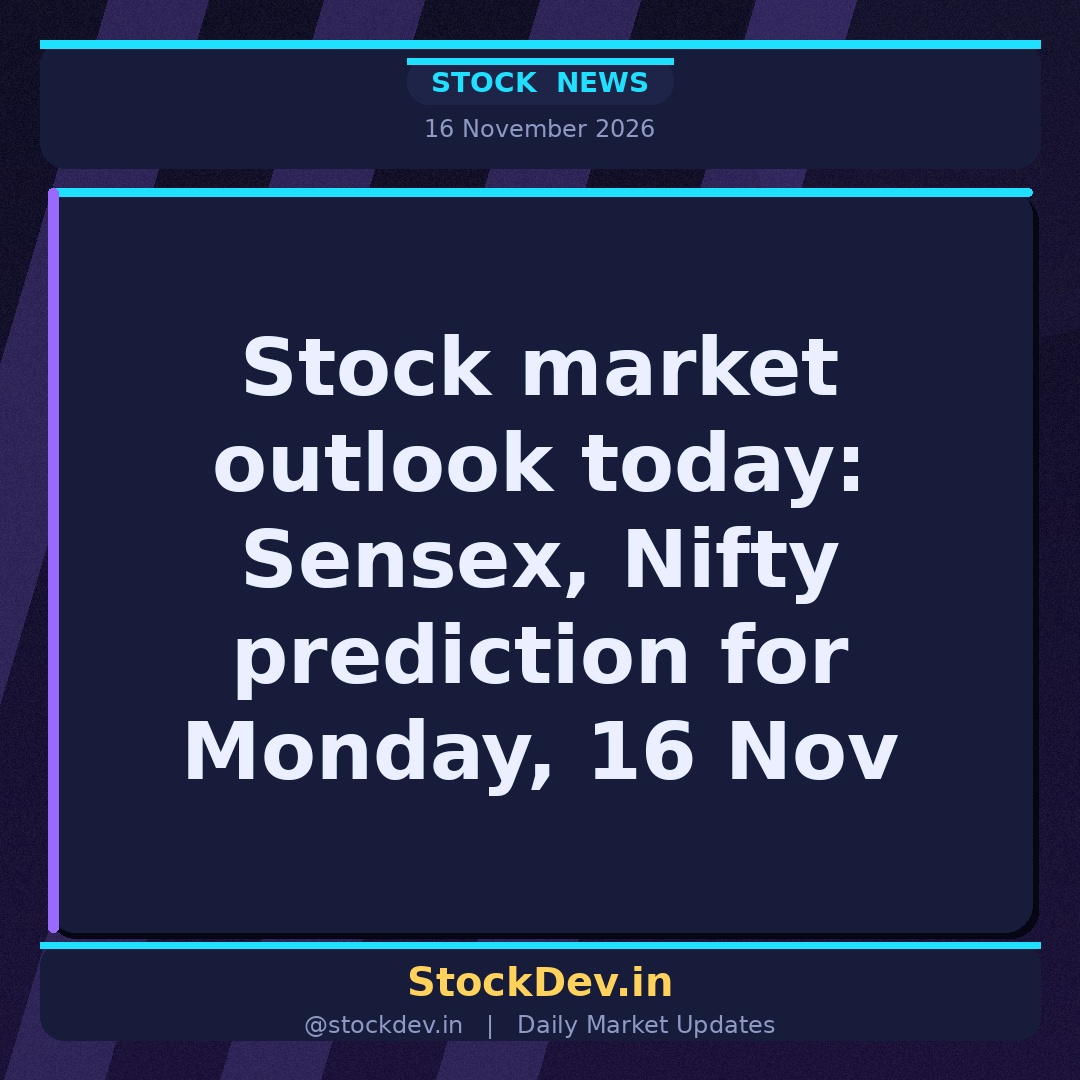 STOCK NEWS
16 November 2026
Stock market
outlook today:
Sensex, Nifty
prediction for
Monday, 16 Nov
StockDev.in
@stockdev.in | Daily Market Updates